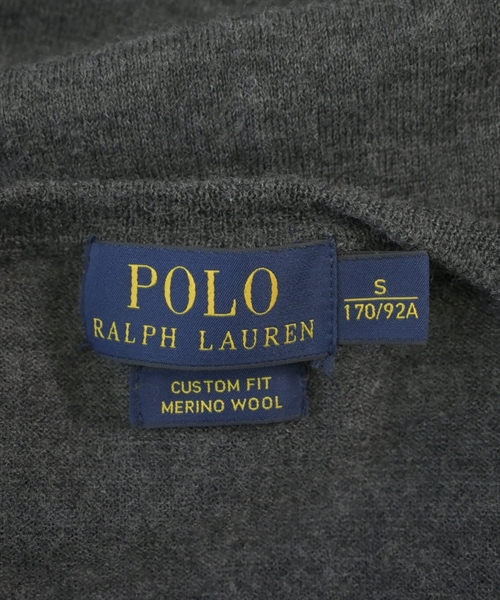 POLO
RALPH LAUREN
S
170/92A
CUSTOM FIT
MERINO WOOL